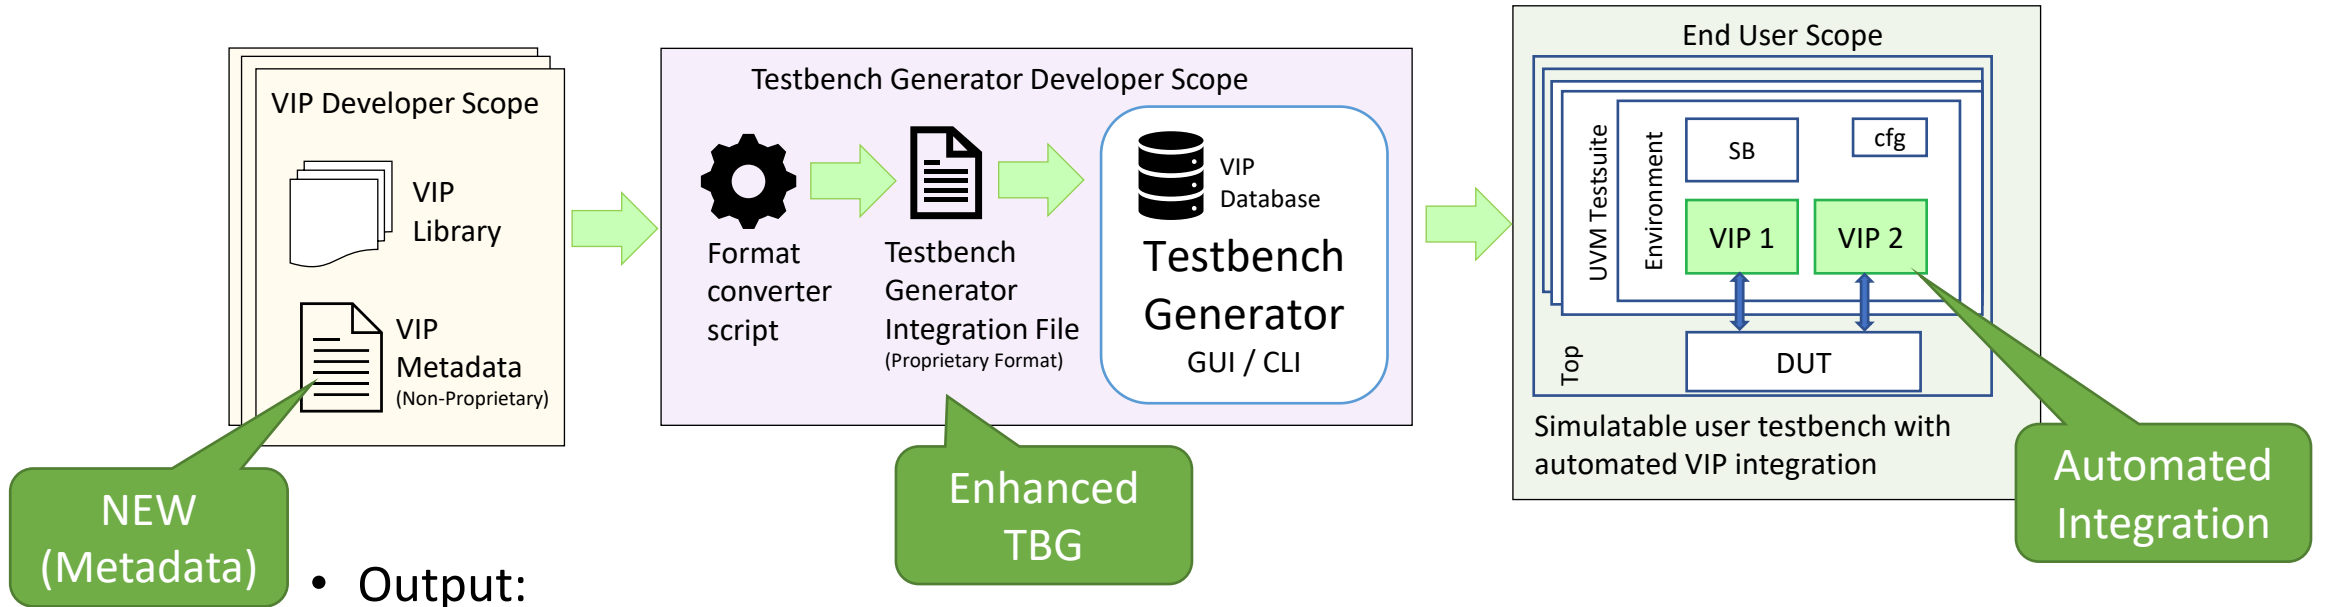 VIP Developer Scope
VIP
Library
VIP
Metadata
(Non-Proprietary)
NEW
(Metadata)
Testbench Generator Developer Scope
Format
converter
script
Testbench
Generator
Integration File
(Proprietary Format)
VIP
Database
Testbench
Generator
GUI / CLI
Enhanced
TBG
End User Scope
UVM Testsuite
Environment
SB
cfg
VIP 1
VIP 2
Top
DUT
Simulatable user testbench with
automated VIP integration
Automated
Integration
• Output: